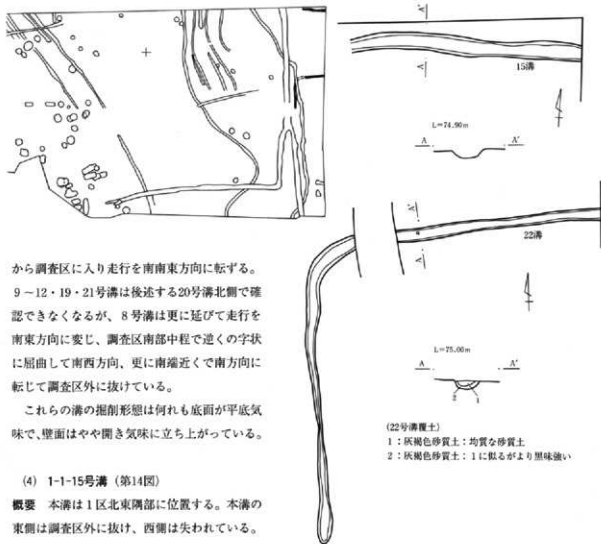 から調査区に入り走行を南南東方向に転ずる。
9～12・19・21号溝は後述する20号溝北側で確
認できなくなるが、8号溝は更に延びて走行を
南東方向に変じ、調査区南部中程で逆くの字状
に屈曲して南西方向、更に南端近くで南方向に
転じて調査区外に抜けている。
これらの溝の掘削形態は何れも底面が平底気
味で、壁面はやや開き気味に立ち上がっている。
(4) 1-1-15号溝 (第14図)
概要 本溝は1区北東隅部に位置する。本溝の
東側は調査区外に抜け、西側は失われている。
A'
A
15溝
L=74.90m
A A'
A'
A
22溝
L=75.00m
A A'
2 1
(22号溝覆土)
1：灰褐色砂質土：均質な砂質土
2：灰褐色砂質土：1に似るがより黒味強い